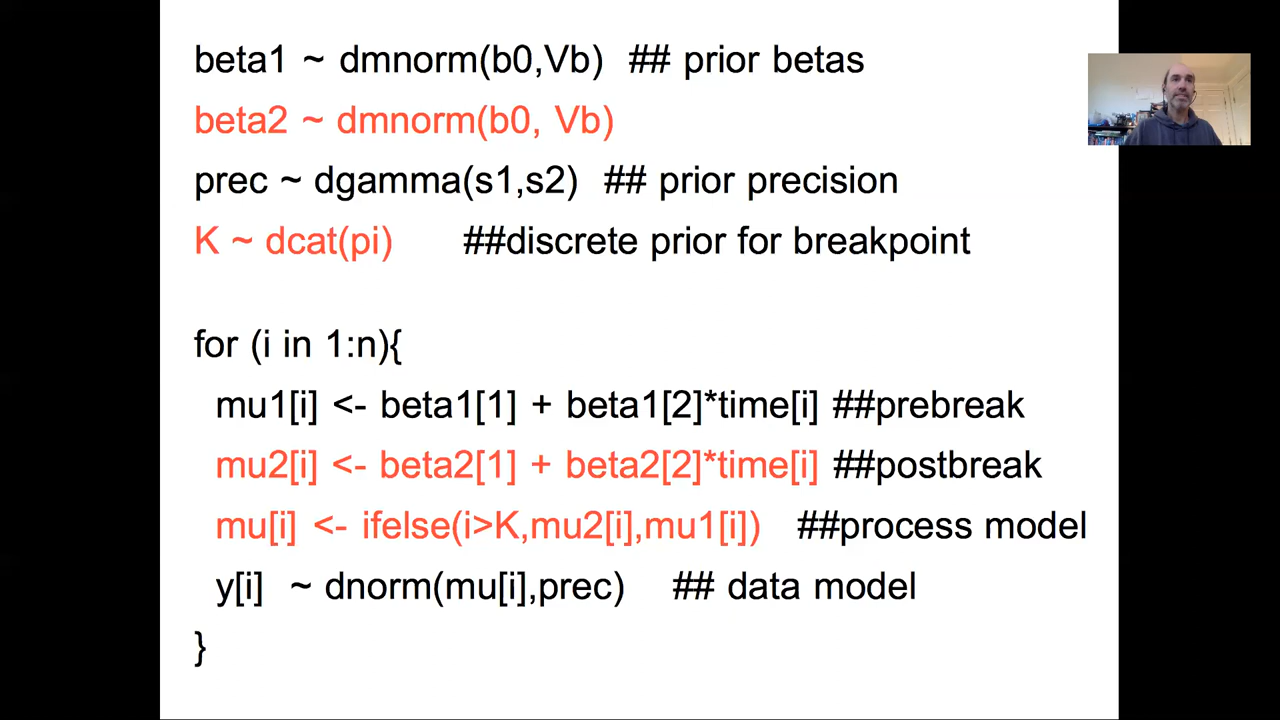 beta1 ~ dmnorm(b0,Vb) ## prior betas
beta2 ~ dmnorm(b0, Vb)
prec ~ dgamma(s1,s2) ## prior precision
K ~ dcat(pi) ##discrete prior for breakpoint
for (i in 1:n){
mu1[i] <- beta1[1] + beta1[2]*time[i] ##prebreak
mu2[i] <- beta2[1] + beta2[2]*time[i] ##postbreak
mu[i] <- ifelse(i>K,mu2[i],mu1[i]) ##process model
y[i] ~ dnorm(mu[i],prec) ## data model
}